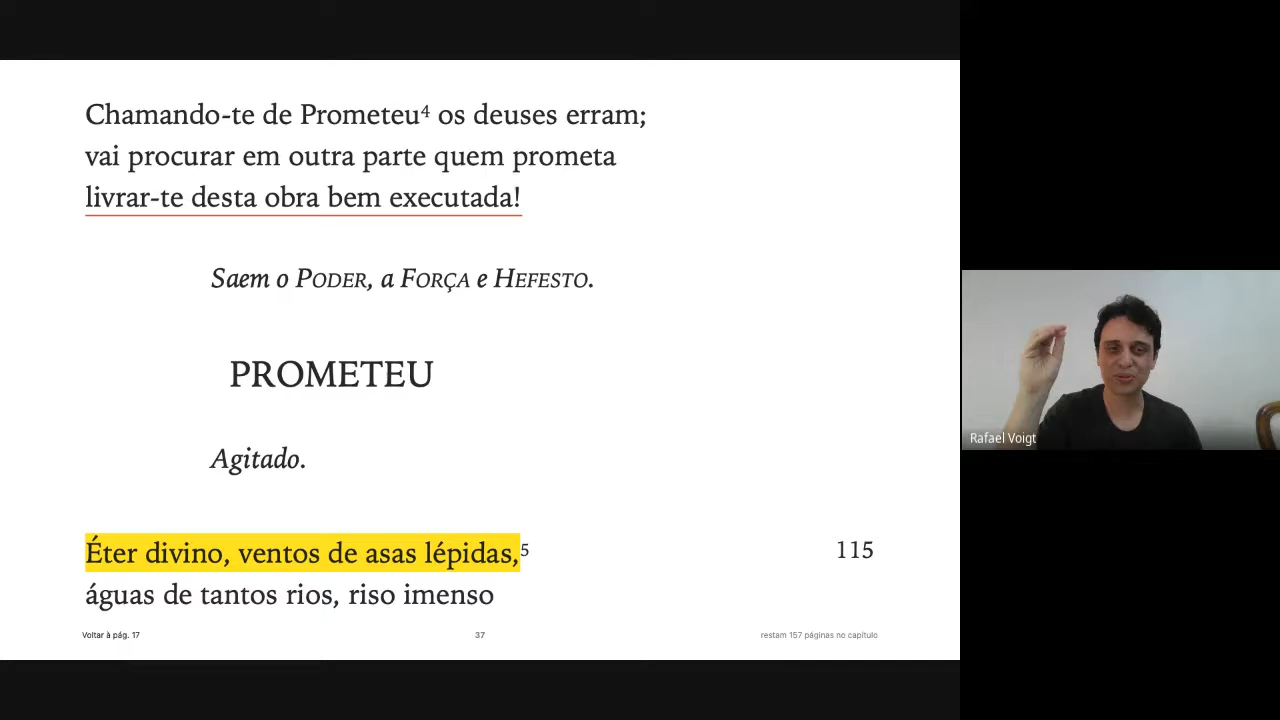 Chamando-te de Prometeu⁴ os deuses erram;
vai procurar em outra parte quem prometa
livrar-te desta obra bem executada!
Saem o PODER, a FORÇA e HEFESTO.
PROMETEU
Agitado.
Éter divino, ventos de asas lépidas,⁵ 115
águas de tantos rios, riso imenso
Voltar à pág. 17 37 restam 157 páginas no capítulo
Rafael Voigt